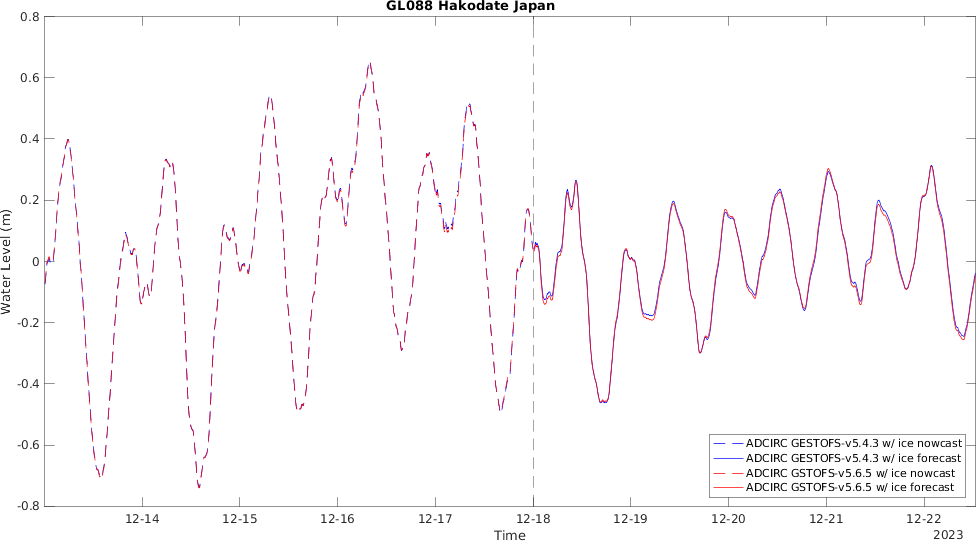 GL088 Hakodate Japan
0.8
0.6
0.4
0.2
0
-0.2
-0.4
-0.6
-0.8
Water Level (m)
12-14
12-15
12-16
12-17
12-18
12-19
12-20
12-21
12-22
Time
2023
ADCIRC GESTOFS-v5.4.3 w/ ice nowcast
ADCIRC GESTOFS-v5.4.3 w/ ice forecast
ADCIRC GSTOFS-v5.6.5 w/ ice nowcast
ADCIRC GSTOFS-v5.6.5 w/ ice forecast